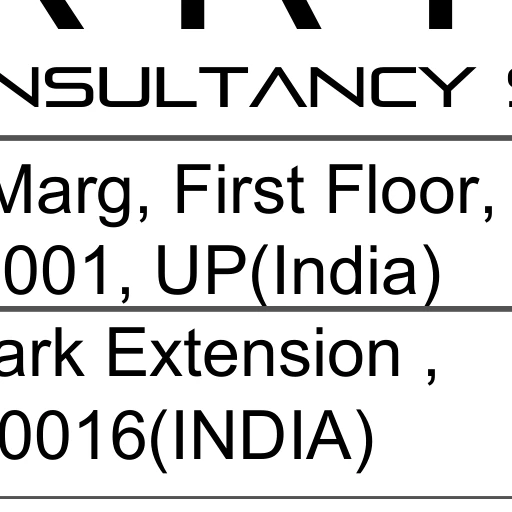 NSULTANCY S
Marg, First Floor,
001, UP(India)
ark Extension ,
0016(INDIA)